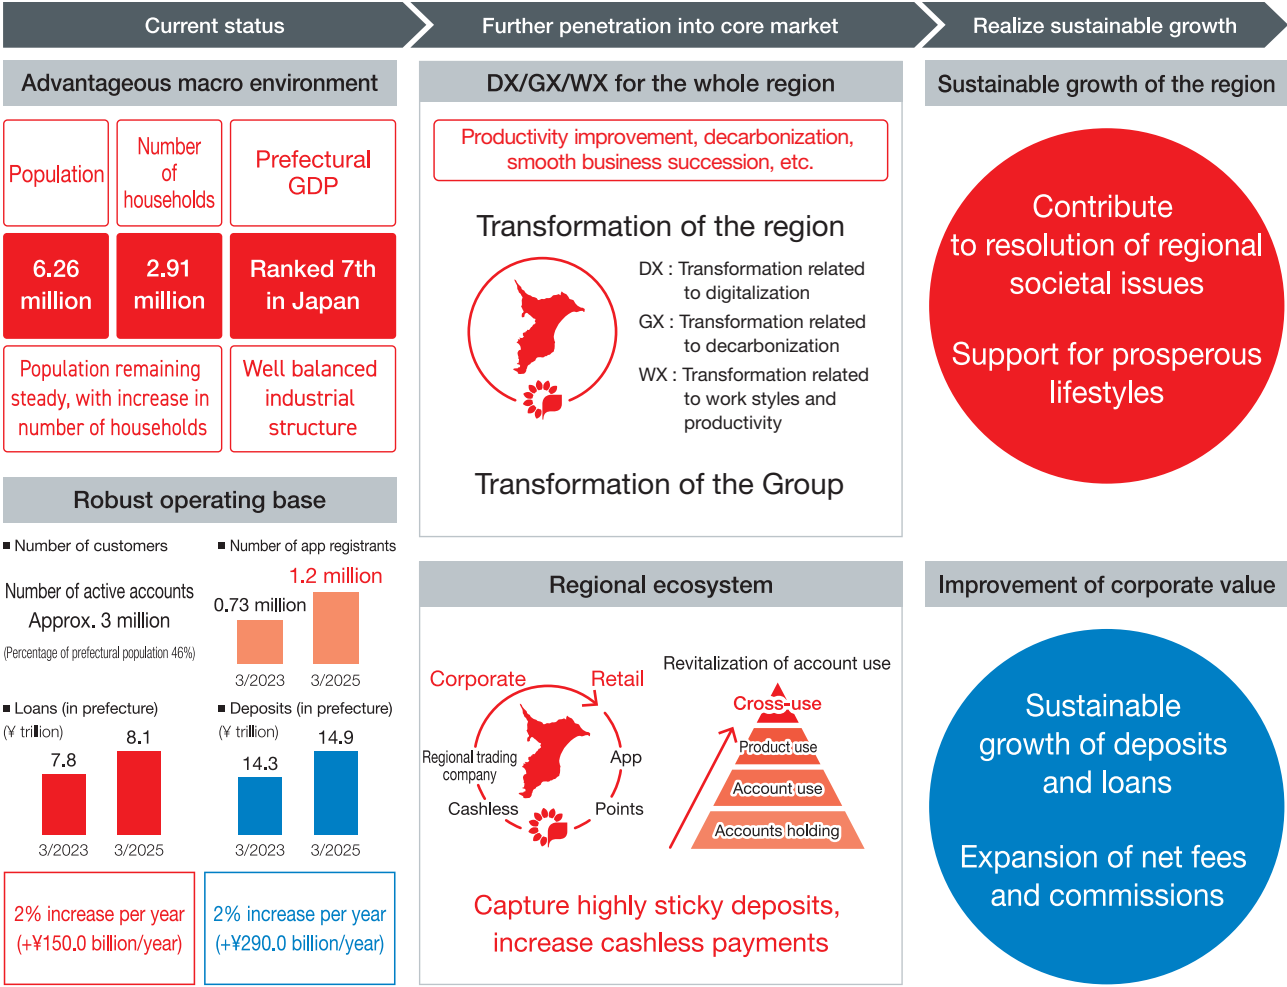 Current status
Further penetration into core market
Realize sustainable growth
Advantageous macro environment
Population
Number
of
households
Prefectural
GDP
6.26
million
2.91
million
Ranked 7th
in Japan
Population remaining
steady, with increase in
number of households
Well balanced
industrial
structure
Robust operating base
■ Number of customers
Number of active accounts
Approx. 3 million
(Percentage of prefectural population 46%)
■ Number of app registrants
1.2 million
0.73 million
3/2023
3/2025
■ Loans (in prefecture)
(¥ trillion)
7.8
8.1
3/2023
3/2025
■ Deposits (in prefecture)
(¥ trillion)
14.3
14.9
3/2023
3/2025
2% increase per year
(+¥150.0 billion/year)
2% increase per year
(+¥290.0 billion/year)
DX/GX/WX for the whole region
Productivity improvement, decarbonization,
smooth business succession, etc.
Transformation of the region
DX : Transformation related
to digitalization
GX : Transformation related
to decarbonization
WX : Transformation related
to work styles and
productivity
Transformation of the Group
Regional ecosystem
Corporate
Retail
Regional trading
company
App
Cashless
Points
Revitalization of account use
Cross-use
Product use
Account use
Accounts holding
Capture highly sticky deposits,
increase cashless payments
Sustainable growth of the region
Contribute
to resolution of regional
societal issues
Support for prosperous
lifestyles
Improvement of corporate value
Sustainable
growth of deposits
and loans
Expansion of net fees
and commissions